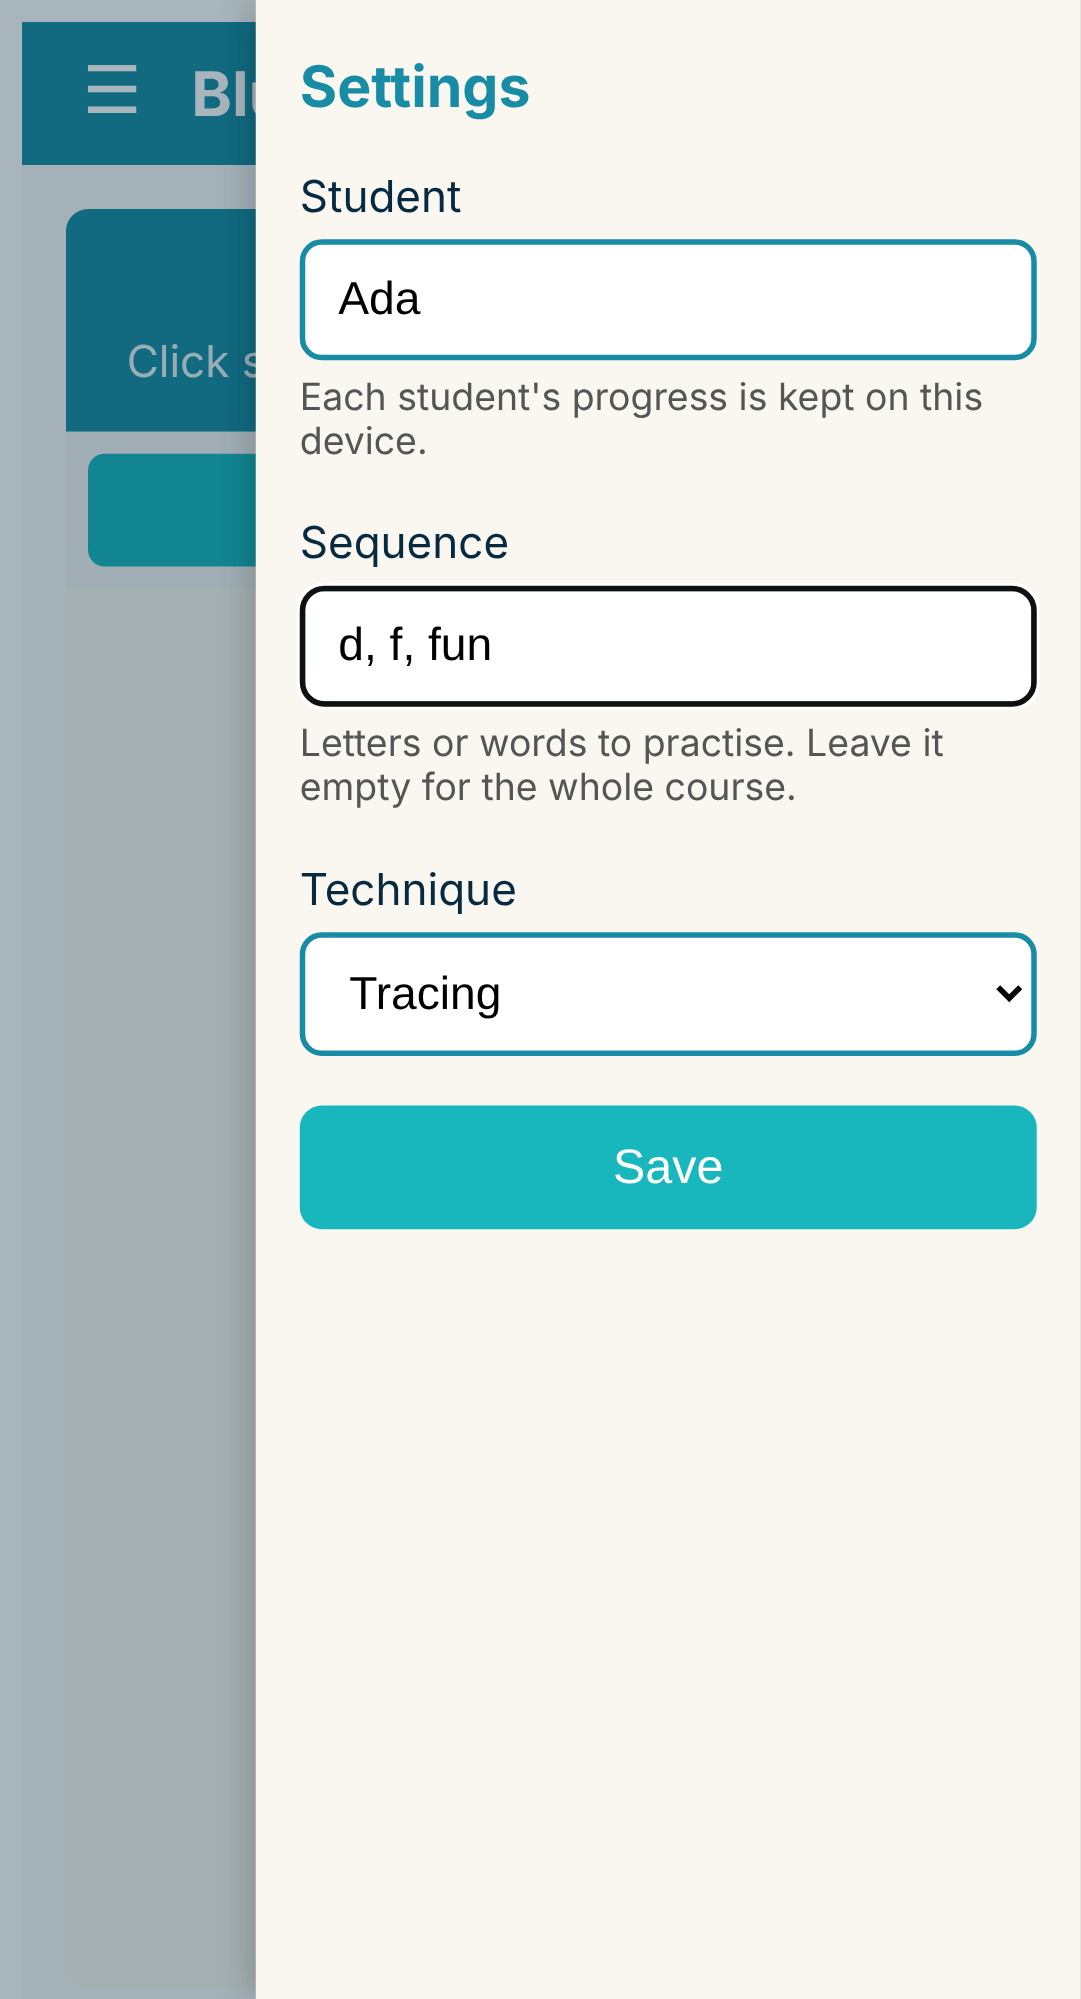 Settings
Student
Ada
Each student's progress is kept on this
device.
Sequence
d, f, fun
Letters or words to practise. Leave it
empty for the whole course.
Technique
Tracing
Save
Click